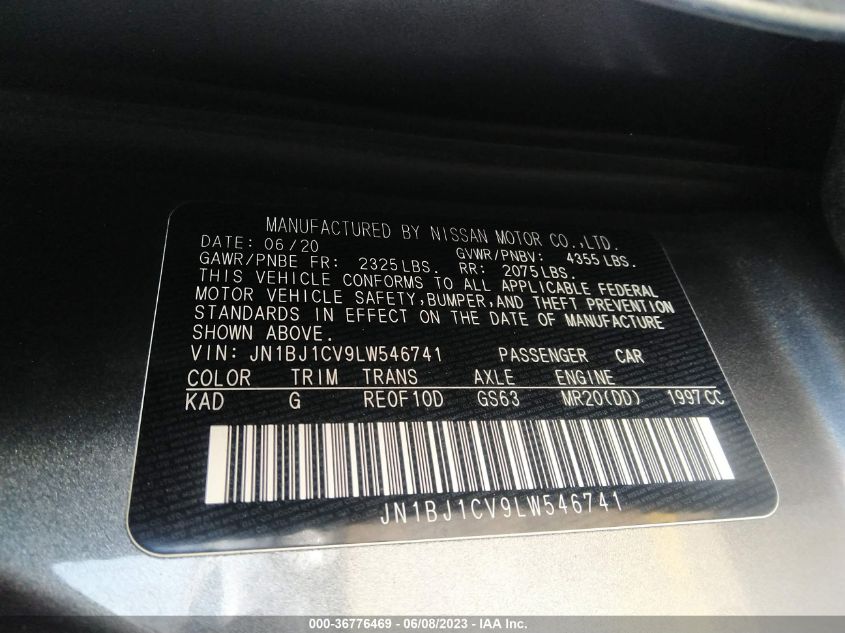 MANUFACTURED BY NISSAN MOTOR CO.,LTD.
DATE: 06/20 GVWR/PNBV: 4355 LBS.
GAWR/PNBE FR: 2325 LBS. RR: 2075 LBS.
THIS VEHICLE CONFORMS TO ALL APPLICABLE FEDERAL
MOTOR VEHICLE SAFETY, BUMPER, AND THEFT PREVENTION
STANDARDS IN EFFECT ON THE DATE OF MANUFACTURE
SHOWN ABOVE.
VIN: JN1BJ1CV9LW546741 PASSENGER CAR
COLOR TRIM TRANS AXLE ENGINE
KAD G RE0F10D GS63 MR20(DD) 1997CC
JN1BJ1CV9LW546741
000-36776469 - 06/08/2023 - IAA Inc.